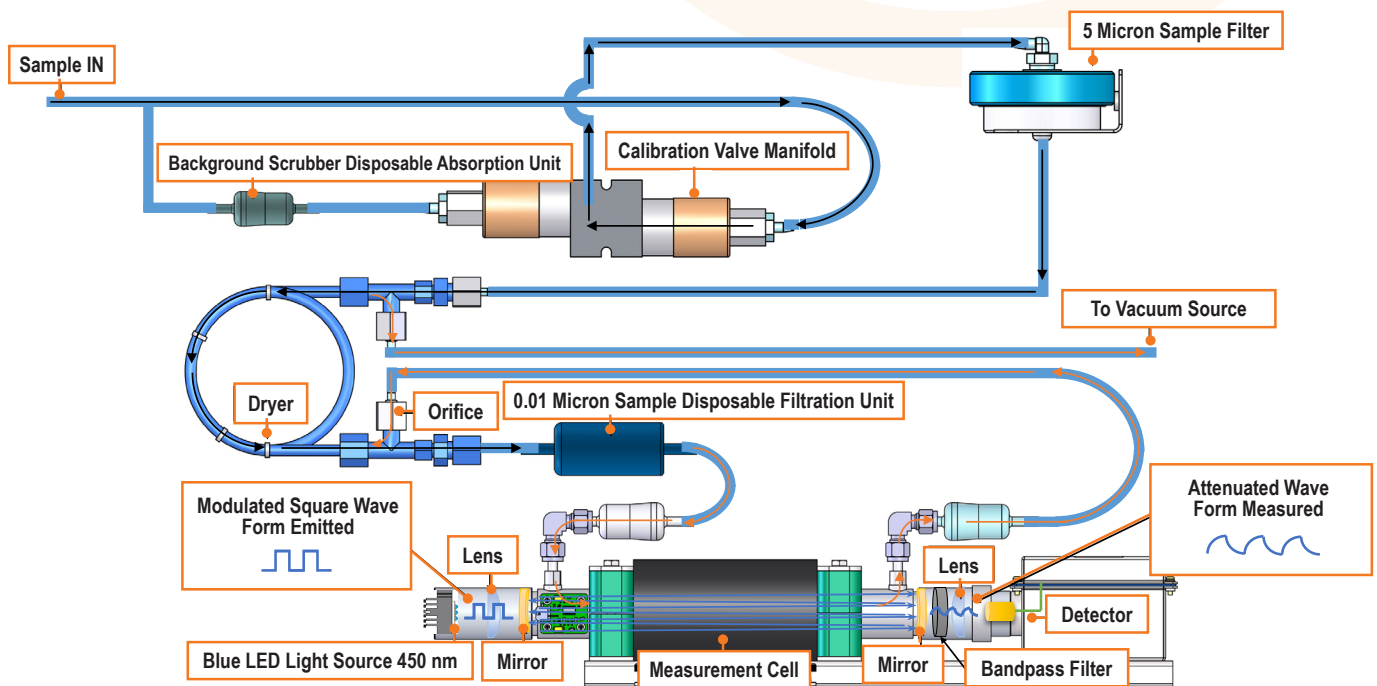 5 Micron Sample Filter
Sample IN
Background Scrubber Disposable Absorption Unit
Calibration Valve Manifold
To Vacuum Source
Dryer
Orifice
0.01 Micron Sample Disposable Filtration Unit
Modulated Square Wave
Form Emitted
Attenuated Wave
Form Measured
Lens
Lens
Detector
Blue LED Light Source 450 nm
Mirror
Measurement Cell
Mirror
Bandpass Filter